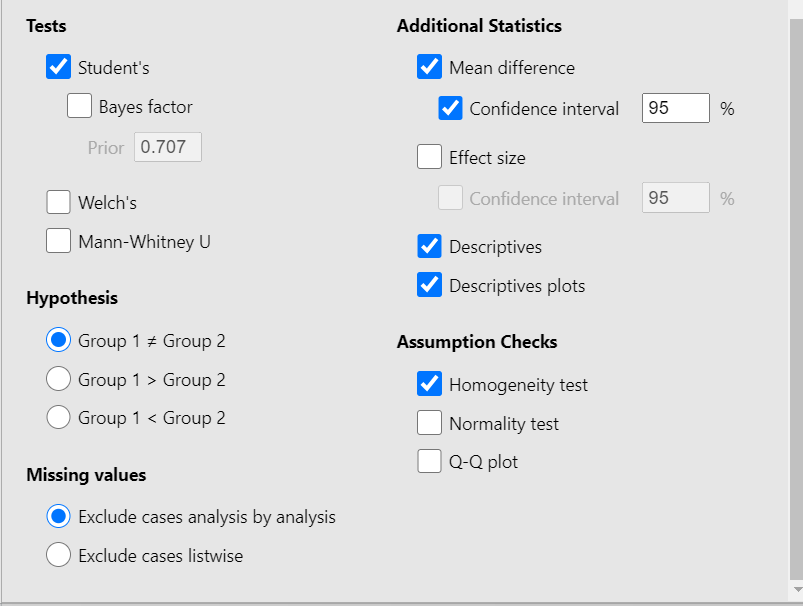 Tests
Student's
Bayes factor
Prior 0.707
Welch's
Mann-Whitney U
Hypothesis
Group 1 ≠ Group 2
Group 1 > Group 2
Group 1 < Group 2
Missing values
Exclude cases analysis by analysis
Exclude cases listwise
Additional Statistics
Mean difference
Confidence interval 95 %
Effect size
Confidence interval 95 %
Descriptives
Descriptives plots
Assumption Checks
Homogeneity test
Normality test
Q-Q plot